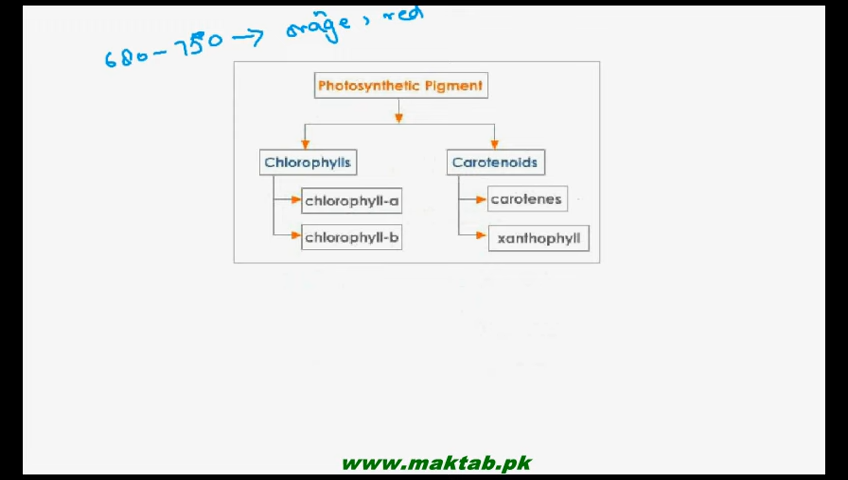 680-750 → orange, red
Photosynthetic Pigment
Chlorophylls Carotenoids
chlorophyll-a carotenes
chlorophyll-b xanthophyll
www.maktab.pk